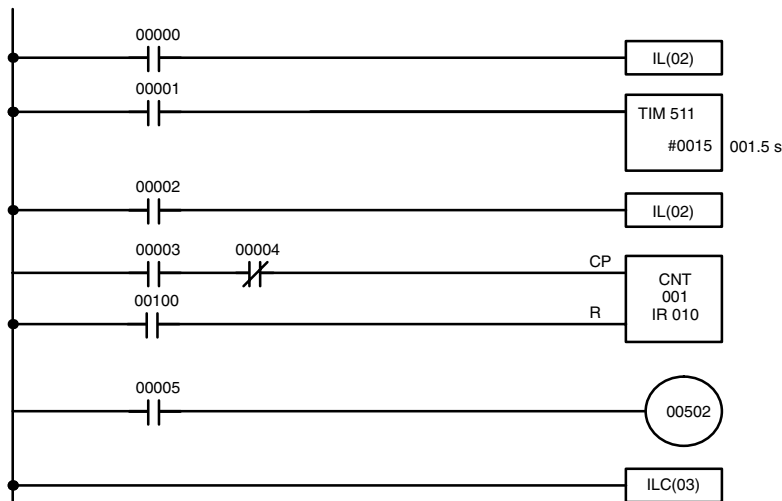 00000
IL(02)
00001
TIM 511
#0015 001.5 s
00002
IL(02)
00003 00004
CP
CNT
001
IR 010
00100
R
00005
00502
ILC(03)